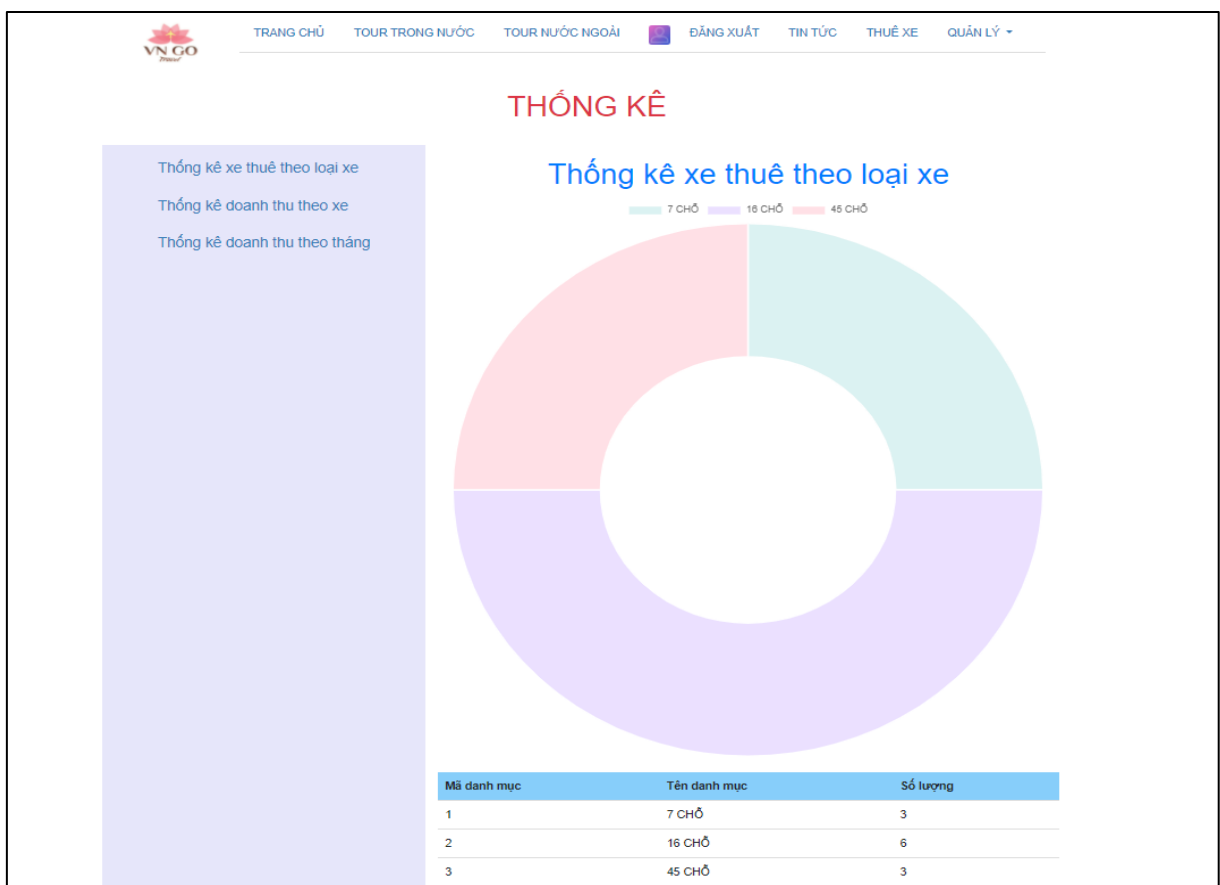 VN GO
Travel
TRANG CHỦ TOUR TRONG NƯỚC TOUR NƯỚC NGOÀI ĐĂNG XUẤT TIN TỨC THUÊ XE QUẢN LÝ
THỐNG KÊ
Thống kê xe thuê theo loại xe
Thống kê doanh thu theo xe
Thống kê doanh thu theo tháng
Thống kê xe thuê theo loại xe
7 CHỖ 16 CHỖ 45 CHỖ
Mã danh mục Tên danh mục Số lượng
1 7 CHỖ 3
2 16 CHỖ 6
3 45 CHỖ 3